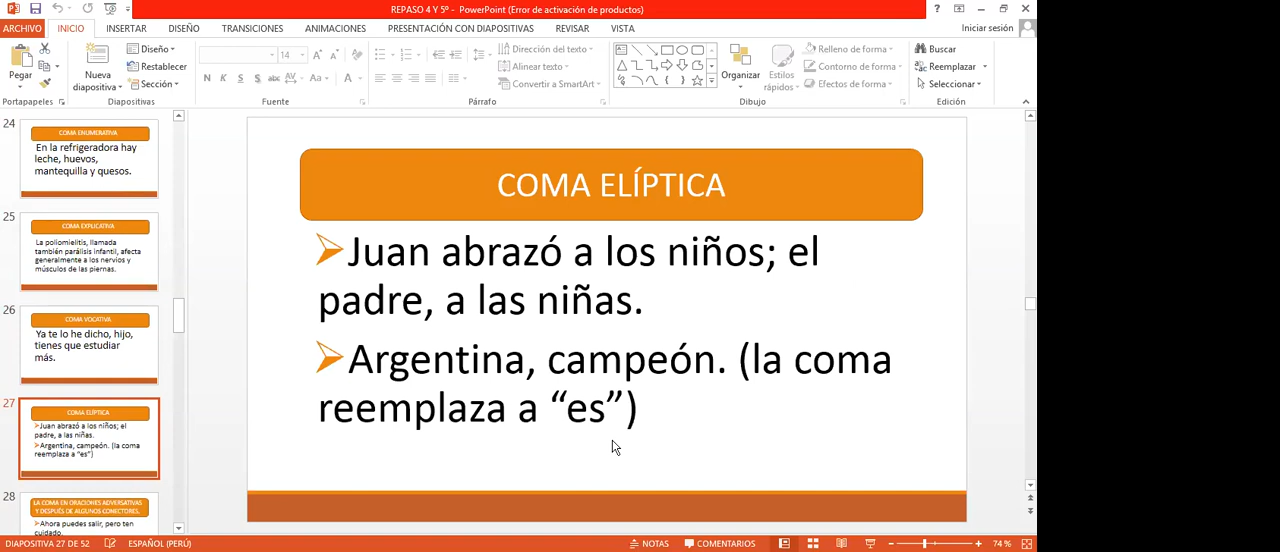 REPASO 4 Y 5º - PowerPoint (Error de activación de productos)
ARCHIVO INICIO INSERTAR DISEÑO TRANSICIONES ANIMACIONES PRESENTACIÓN CON DIAPOSITIVAS REVISAR VISTA Iniciar sesión
Pegar
Nueva diapositiva
Diseño
Restablecer
Sección
14
N K S S abc AV Aa A
Dirección del texto
Alinear texto
Convertir a SmartArt
Organizar
Estilos rápidos
Relleno de forma
Contorno de forma
Efectos de forma
Buscar
Reemplazar
Seleccionar
Portapapeles Diapositivas Fuente Párrafo Dibujo Edición
24
COMA ENUMERATIVA
En la refrigeradora hay
leche, huevos,
mantequilla y quesos.
25
COMA EXPLICATIVA
La poliomielitis, llamada
también parálisis infantil, afecta
generalmente a los nervios y
músculos de las piernas.
26
COMA VOCATIVA
Ya te lo he dicho, hijo,
tienes que estudiar
más.
27
COMA ELÍPTICA
Juan abrazó a los niños; el
padre, a las niñas.
Argentina, campeón. (la coma
reemplaza a “es”)
28
LA COMA EN ORACIONES ADVERSATIVAS
Y DESPUÉS DE ALGUNOS CONECTORES.
Ahora puedes salir, pero ten
cuidado.
COMA ELÍPTICA
Juan abrazó a los niños; el
padre, a las niñas.
Argentina, campeón. (la coma
reemplaza a “es”)
DIAPOSITIVA 27 DE 52 ESPAÑOL (PERÚ) NOTAS COMENTARIOS 74 %